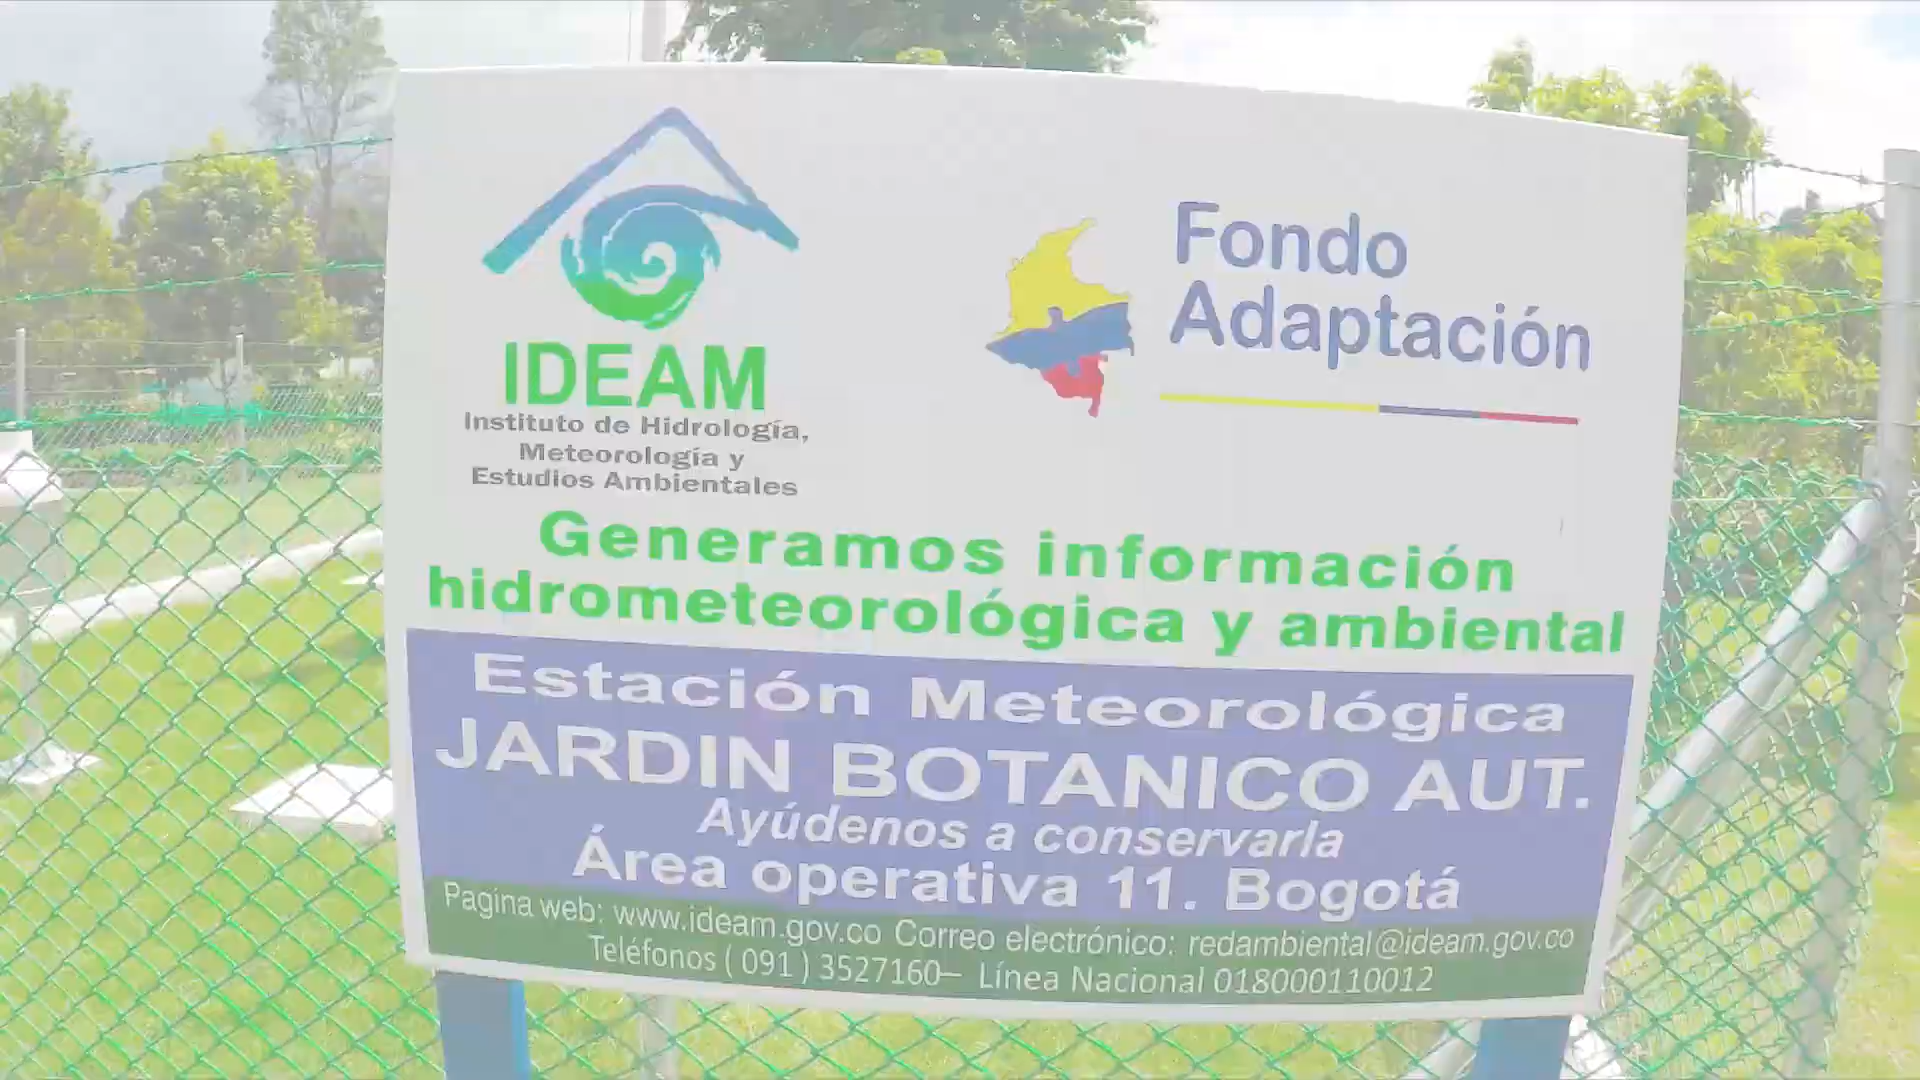 IDEAM
Instituto de Hidrología,
Meteorología y
Estudios Ambientales
Fondo
Adaptación
Generamos información
hidrometeorológica y ambiental
Estación Meteorológica
JARDIN BOTANICO AUT.
Ayúdenos a conservarla
Área operativa 11. Bogotá
Pagina web: www.ideam.gov.co Correo electrónico: redambiental@ideam.gov.co
Teléfonos ( 091 ) 3527160– Línea Nacional 018000110012